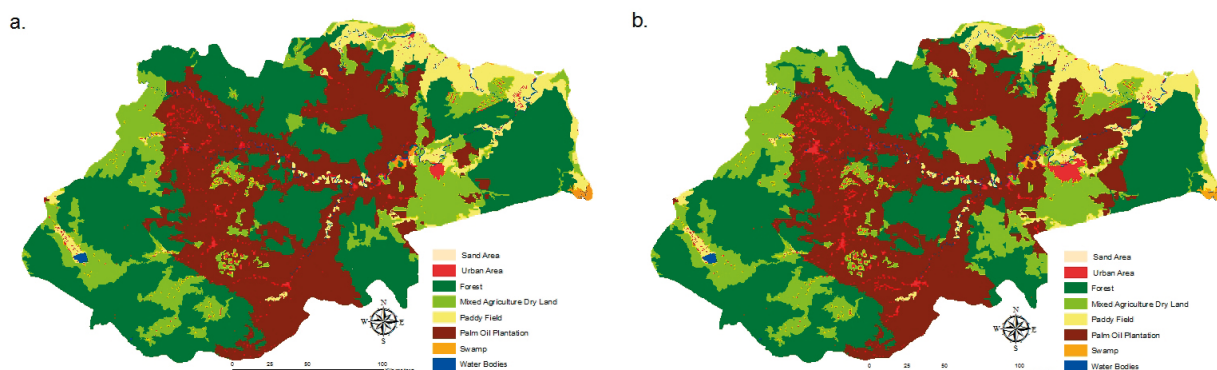 a.
N
W E
S
Sand Area
Urban Area
Forest
Mixed Agriculture Dry Land
Paddy Field
Palm Oil Plantation
Swamp
Water Bodies
0 25 50 100
b.
N
W E
S
Sand Area
Urban Area
Forest
Mixed Agriculture Dry Land
Paddy Field
Palm Oil Plantation
Swamp
Water Bodies
0 25 50 100